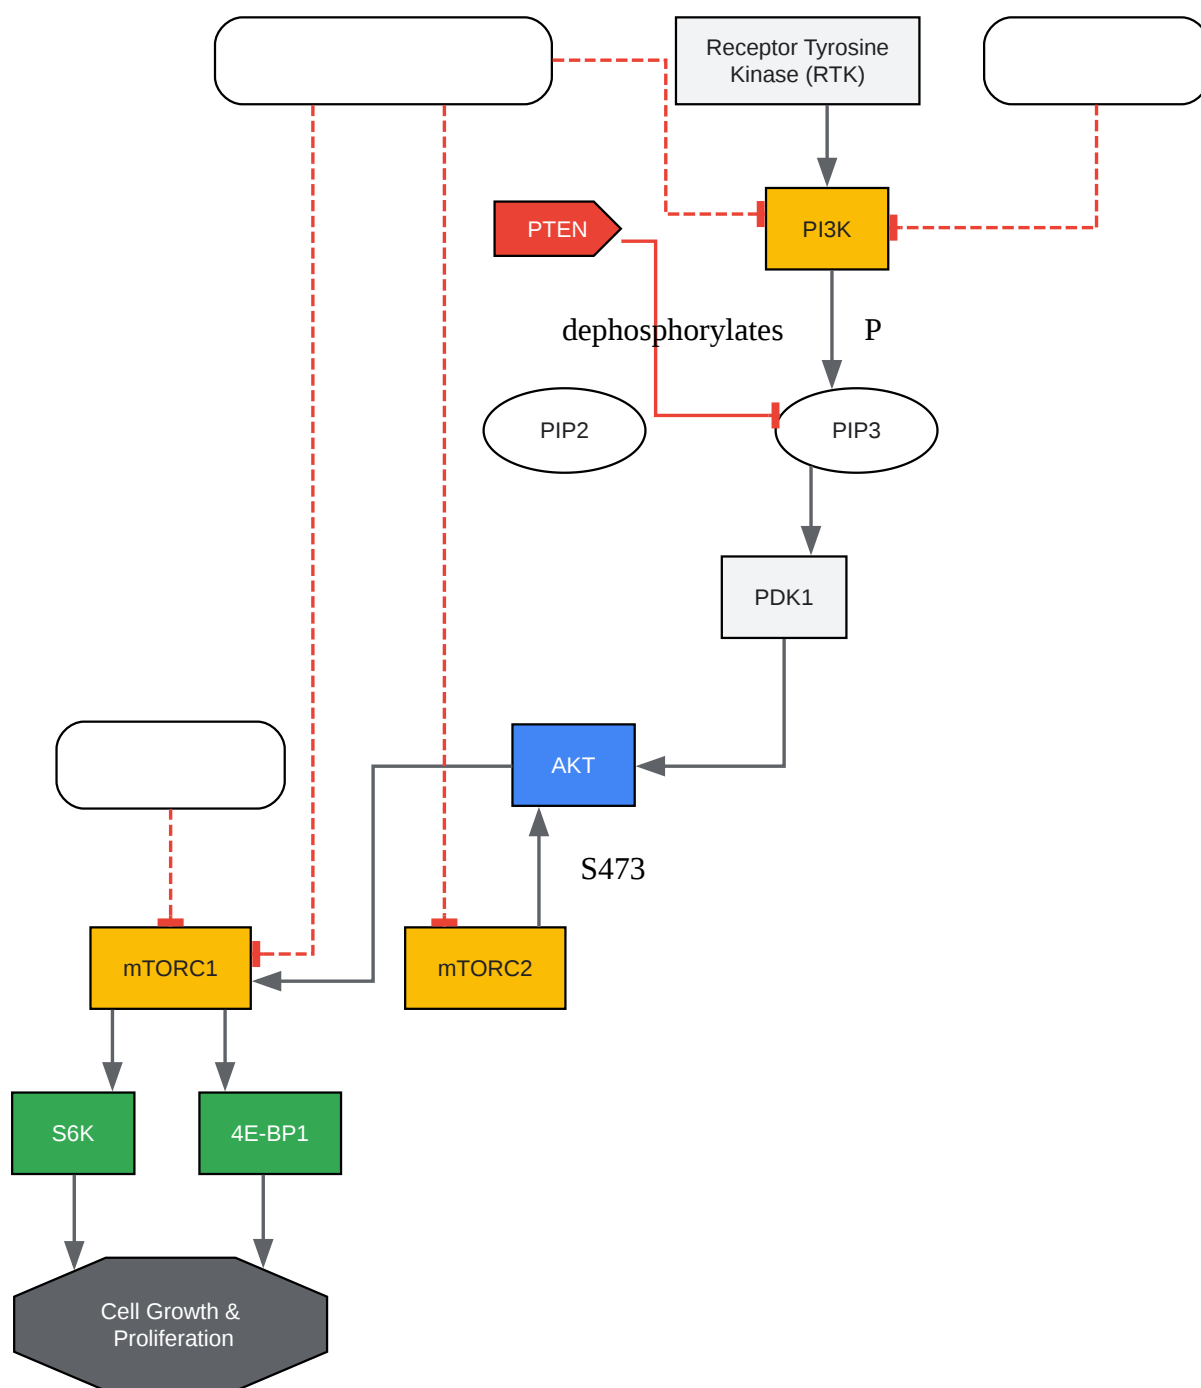 Receptor Tyrosine
Kinase (RTK)
PTEN
PI3K
dephosphorylates
P
PIP2
PIP3
PDK1
AKT
S473
mTORC1
mTORC2
S6K
4E-BP1
Cell Growth &
Proliferation